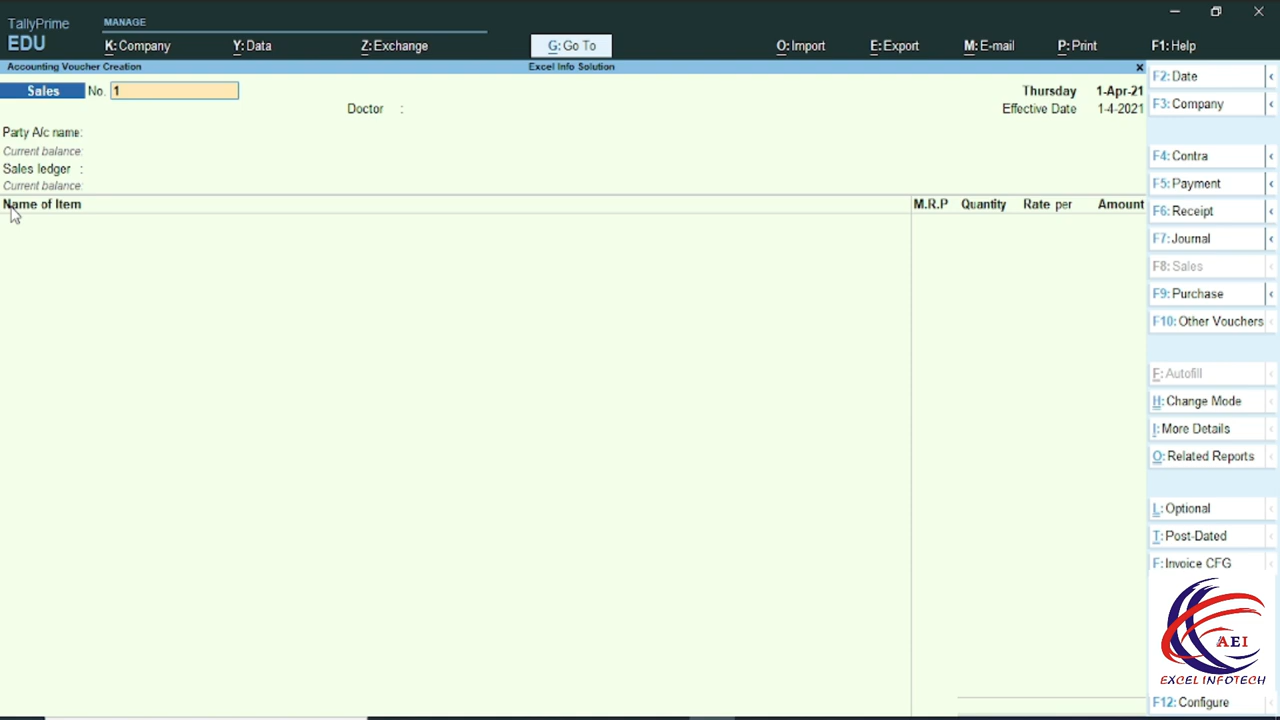 TallyPrime
EDU
MANAGE
K: Company
Y: Data
Z: Exchange
G: Go To
O: Import
E: Export
M: E-mail
P: Print
F1: Help
Accounting Voucher Creation
Excel Info Solution
x
Sales
No. 1
Thursday
1-Apr-21
Doctor :
Effective Date 1-4-2021
Party A/c name:
Current balance:
Sales ledger :
Current balance:
Name of Item
M.R.P
Quantity
Rate per
Amount
F2: Date
F3: Company
F4: Contra
F5: Payment
F6: Receipt
F7: Journal
F8: Sales
F9: Purchase
F10: Other Vouchers
F: Autofill
H: Change Mode
I: More Details
O: Related Reports
L: Optional
T: Post-Dated
F: Invoice CFG
AEI
EXCEL INFOTECH
F12: Configure